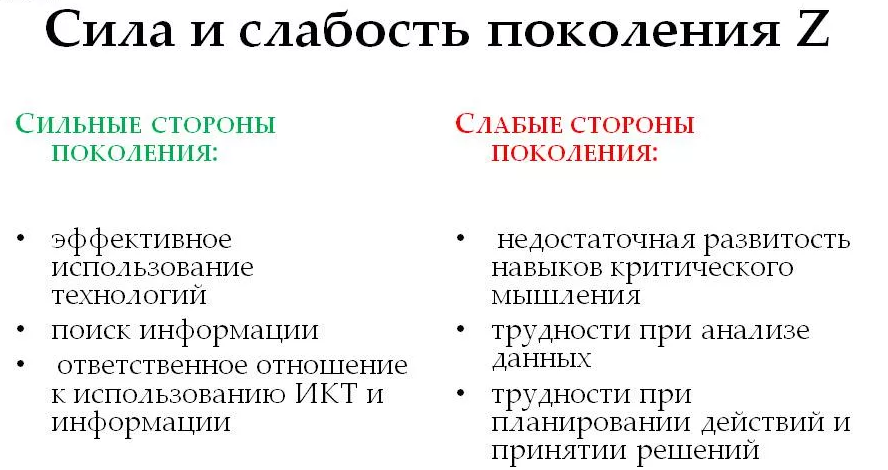 Сила и слабость поколения Z
Сильные стороны
поколения:
• эффективное
использование
технологий
• поиск информации
• ответственное отношение
к использованию ИКТ и
информации
Слабые стороны
поколения:
• недостаточная развитость
навыков критического
мышления
• трудности при анализе
данных
• трудности при
планировании действий и
принятии решений